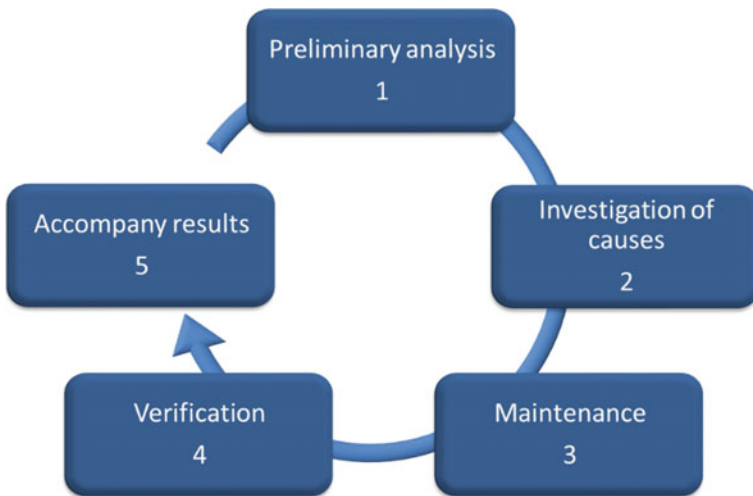 Preliminary analysis
1
Investigation of
causes
2
Maintenance
3
Verification
4
Accompany results
5